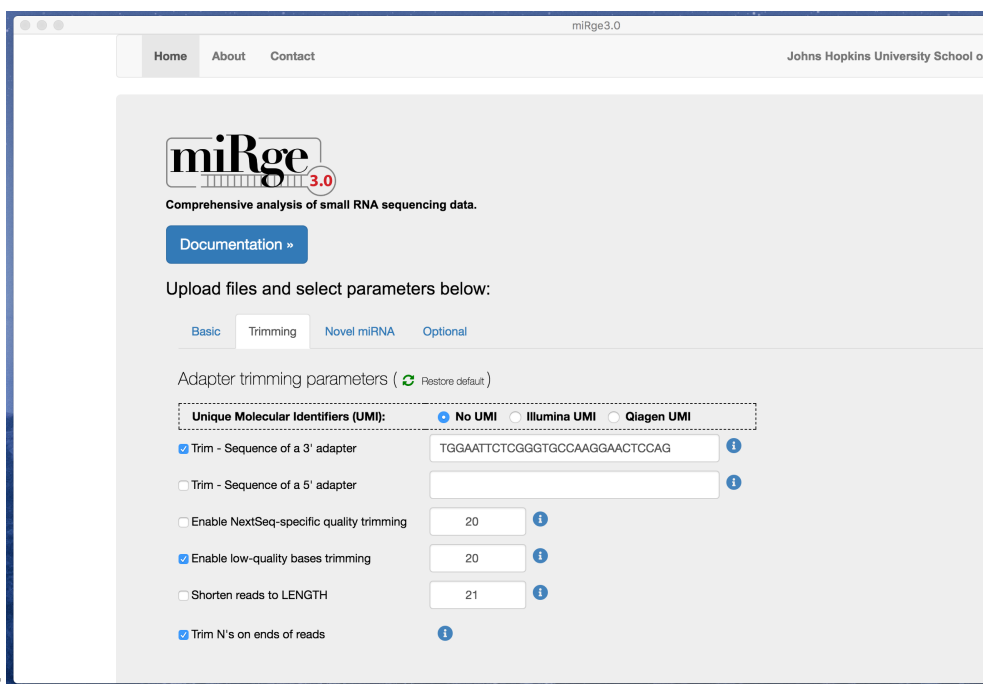 miRge3.0
Home About Contact Johns Hopkins University School o
miRge
3.0
Comprehensive analysis of small RNA sequencing data.
Documentation »
Upload files and select parameters below:
Basic Trimming Novel miRNA Optional
Adapter trimming parameters ( Restore default )
Unique Molecular Identifiers (UMI): No UMI Illumina UMI Qiagen UMI
Trim - Sequence of a 3' adapter TGGAATTCTCGGGTGCCAAGGAACTCCAG i
Trim - Sequence of a 5' adapter i
Enable NextSeq-specific quality trimming 20 i
Enable low-quality bases trimming 20 i
Shorten reads to LENGTH 21 i
Trim N's on ends of reads i